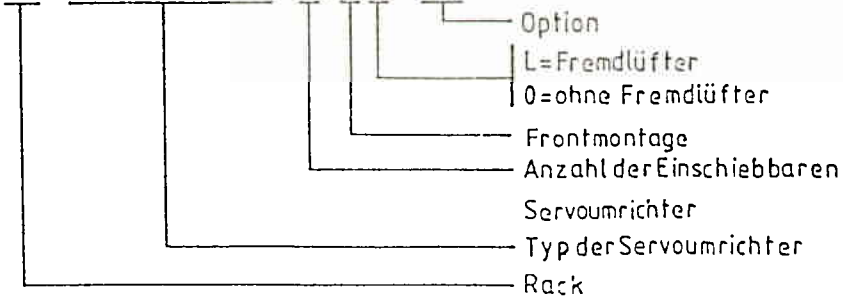 Option
L=Fremdlüfter
0=ohne Fremdlüfter
Frontmontage
Anzahl der Einschiebbaren
Servoumrichter
Typ der Servoumrichter
Rack